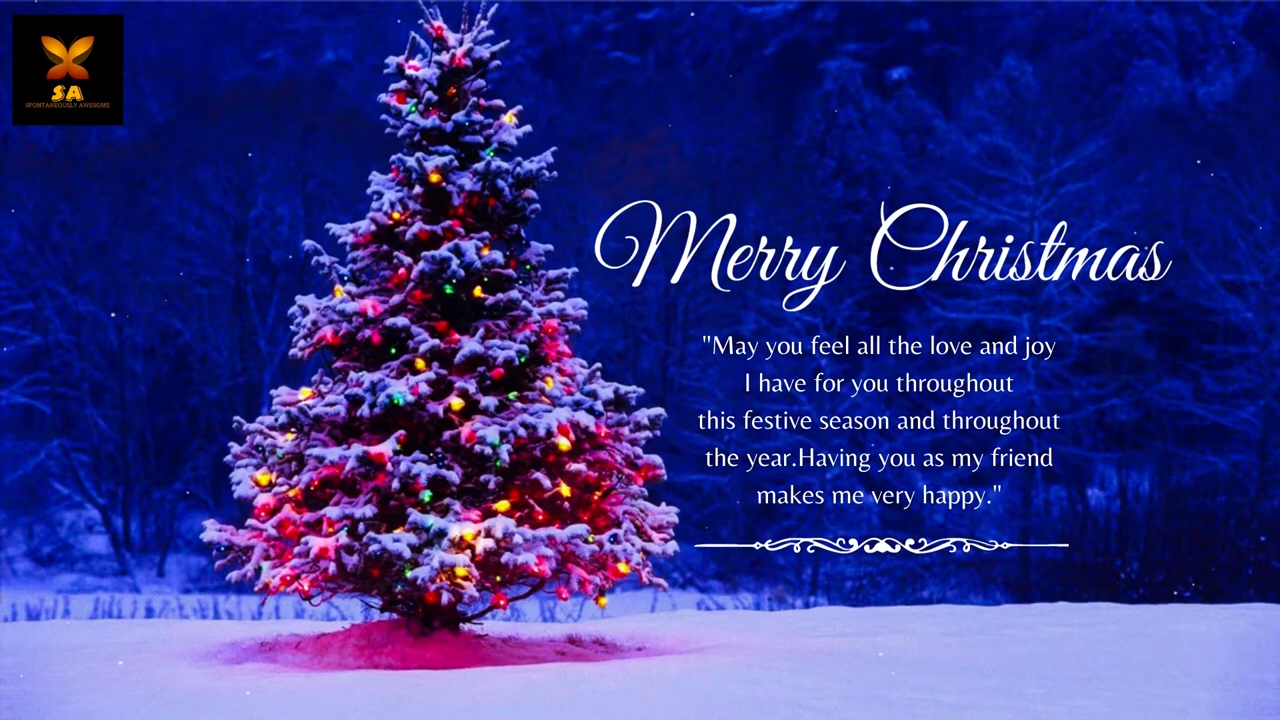 SA
SPONTANEOUSLY AWESOME
Merry Christmas
"May you feel all the love and joy
I have for you throughout
this festive season and throughout
the year.Having you as my friend
makes me very happy."